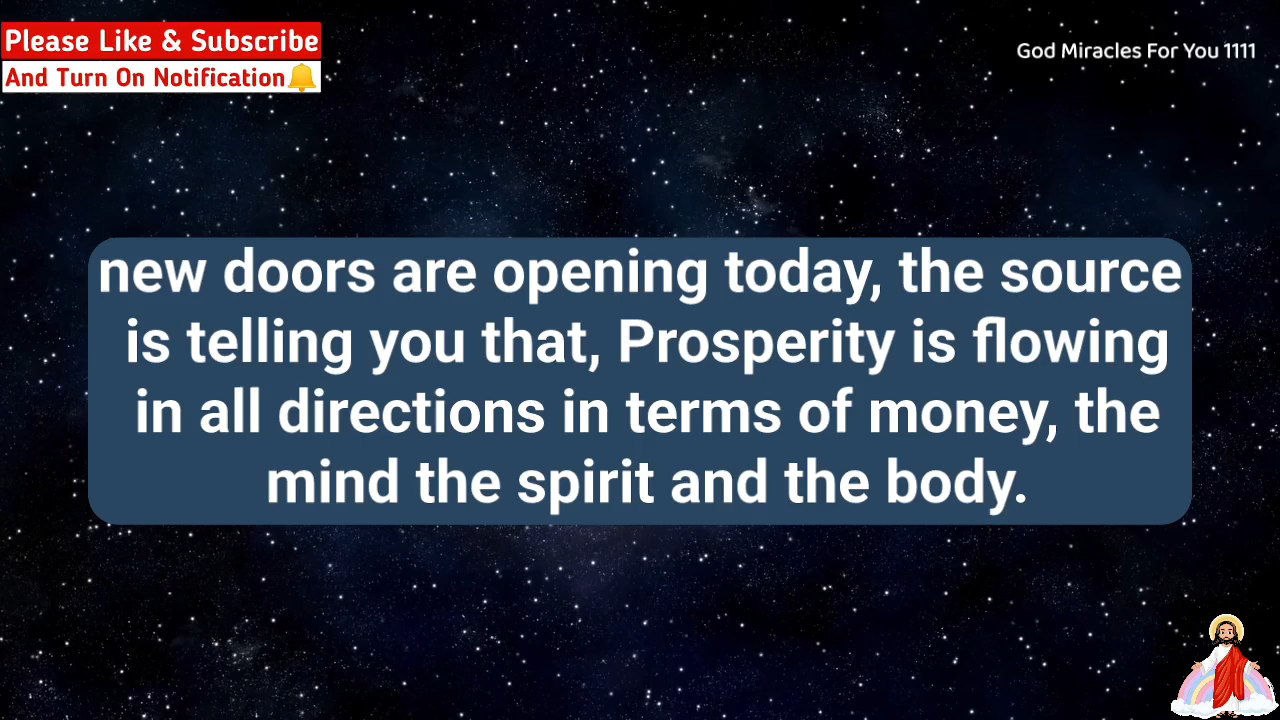 Please Like & Subscribe
And Turn On Notification🔔
God Miracles For You 1111
new doors are opening today, the source
is telling you that, Prosperity is flowing
in all directions in terms of money, the
mind the spirit and the body.